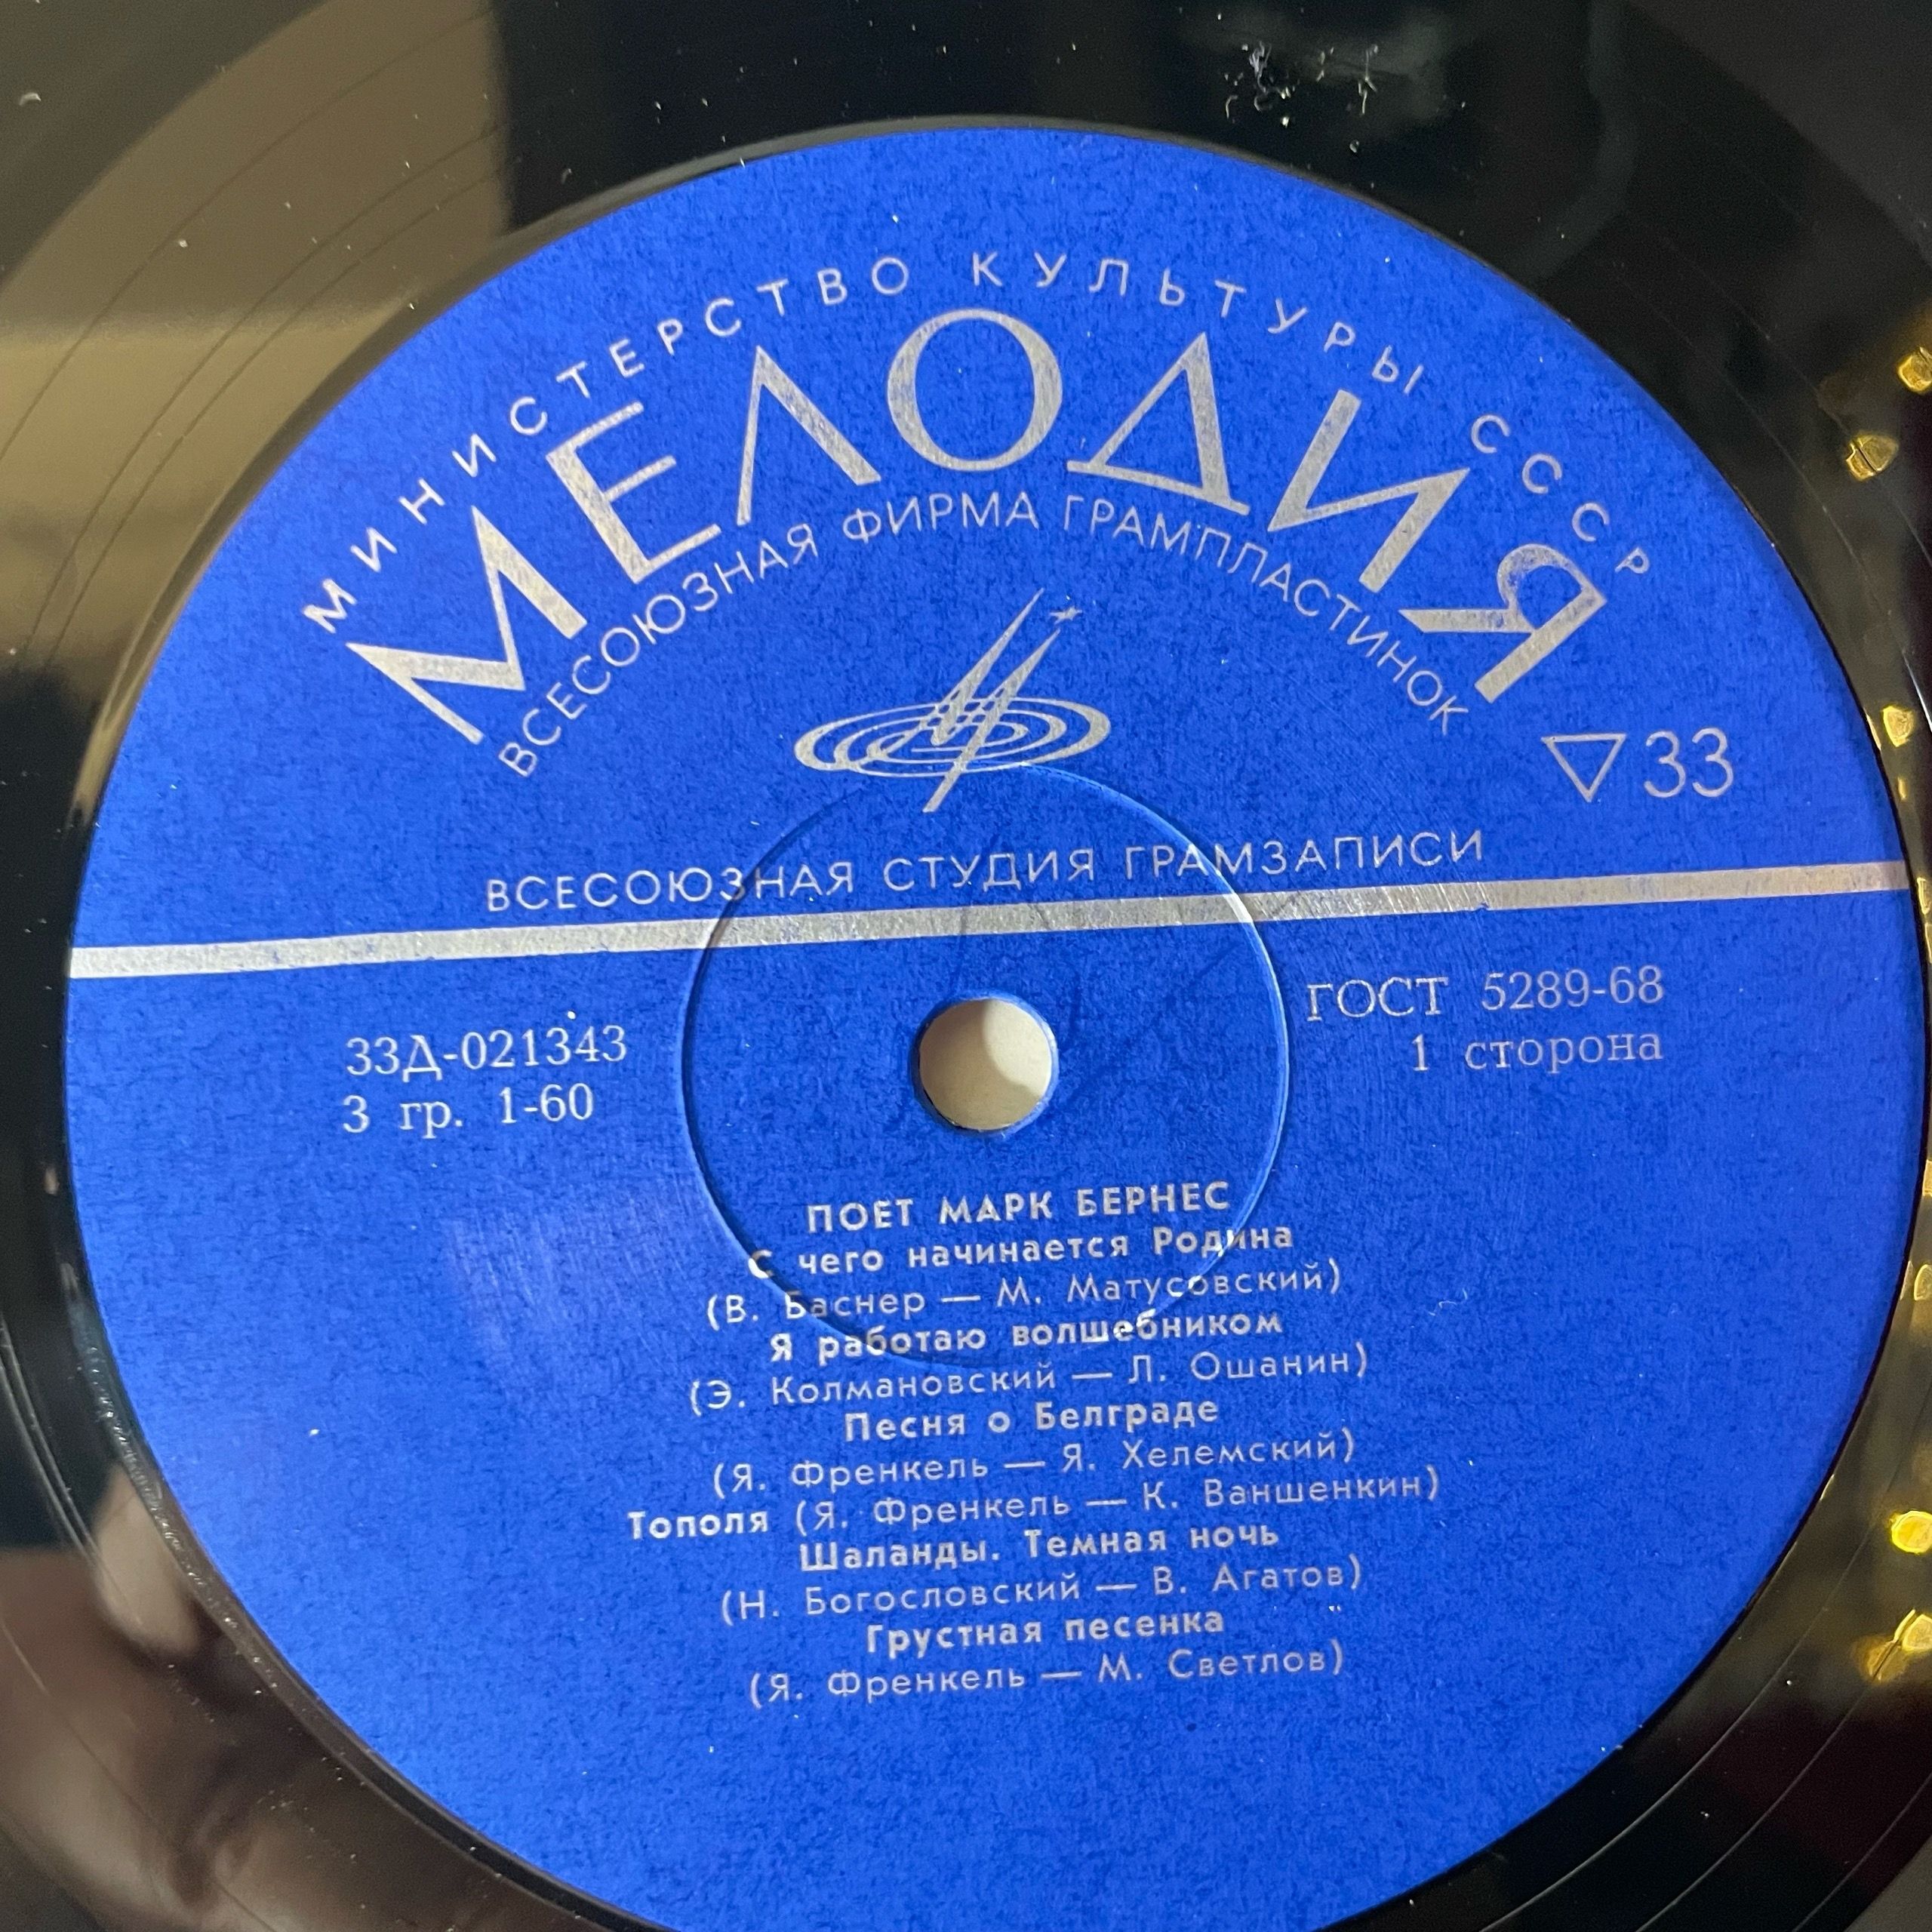 МИНИСТЕРСТВО КУЛЬТУРЫ СССР
МЕЛОДИЯ
ВСЕСОЮЗНАЯ ФИРМА ГРАМПЛАСТИНОК
▽33
ВСЕСОЮЗНАЯ СТУДИЯ ГРАМЗАПИСИ
33Д-021343
3 гр. 1-60
ГОСТ 5289-68
1 сторона
ПОЕТ МАРК БЕРНЕС
С чего начинается Родина
(В. Баснер — М. Матусовский)
Я работаю волшебником
(Э. Колмановский — Л. Ошанин)
Песня о Белграде
(Я. Френкель — Я. Хелемский)
Тополя (Я. Френкель — К. Ваншенкин)
Шаланды. Темная ночь
(Н. Богословский — В. Агатов)
Грустная песенка
(Я. Френкель — М. Светлов)